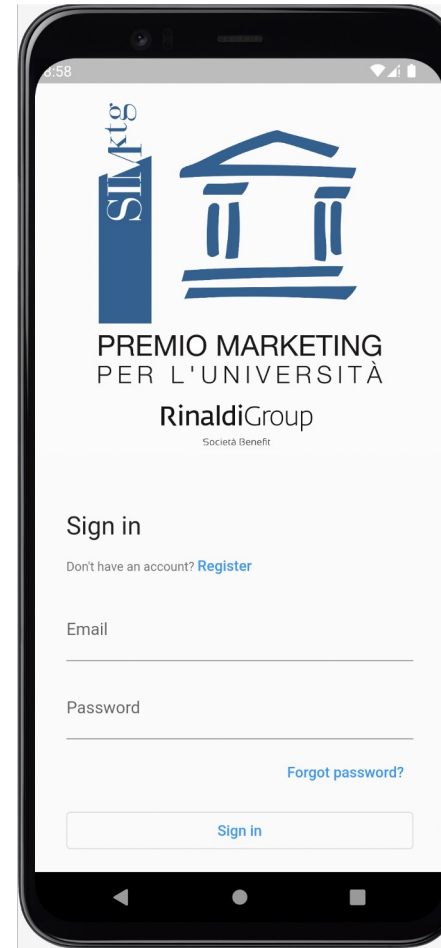 8:58
SIMktg
PREMIO MARKETING
PER L'UNIVERSITÀ
RinaldiGroup
Società Benefit
Sign in
Don't have an account? Register
Email
Password
Forgot password?
Sign in